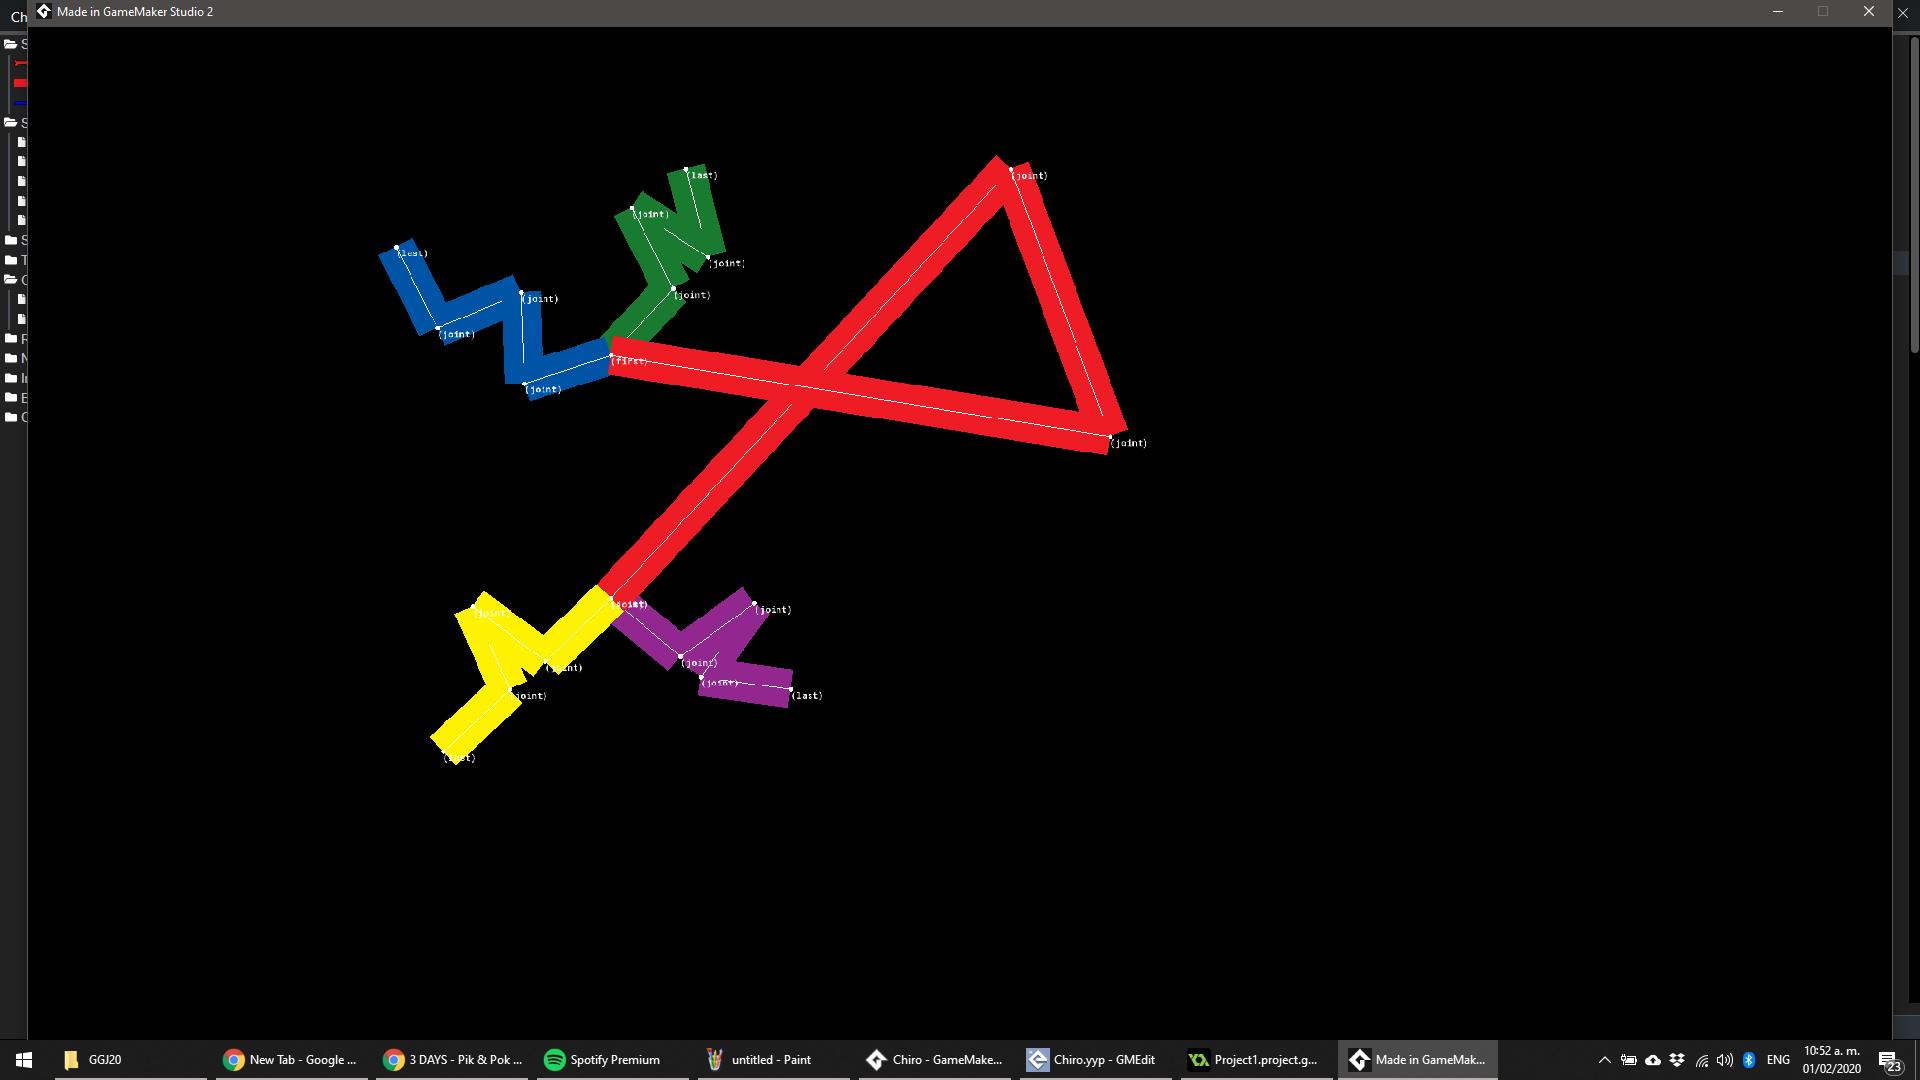 Ch
Made in GameMaker Studio 2
(joint)
(last)
(joint)
(last)
(joint)
(joint)
(joint)
(joint)
(first)
(joint)
(joint)
(joint)
(joint)
(joint)
(joint)
(joint)
(joint)
(joint)
(last)
(last)
GGJ20
New Tab - Google ...
3 DAYS - Pik & Pok ...
Spotify Premium
untitled - Paint
Chiro - GameMake...
Chiro.yyp - GMEdit
Project1.project.g...
Made in GameMak...
ENG
10:52 a. m.
01/02/2020
23